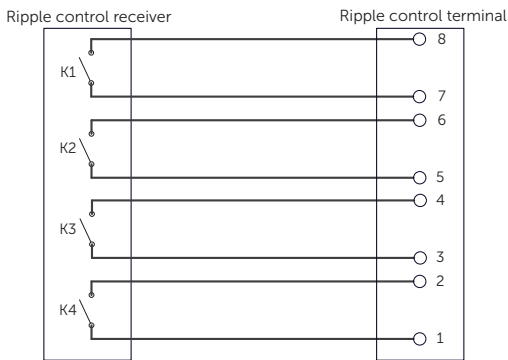 Ripple control receiver
Ripple control terminal
K1
8
7
K2
6
5
K3
4
3
K4
2
1